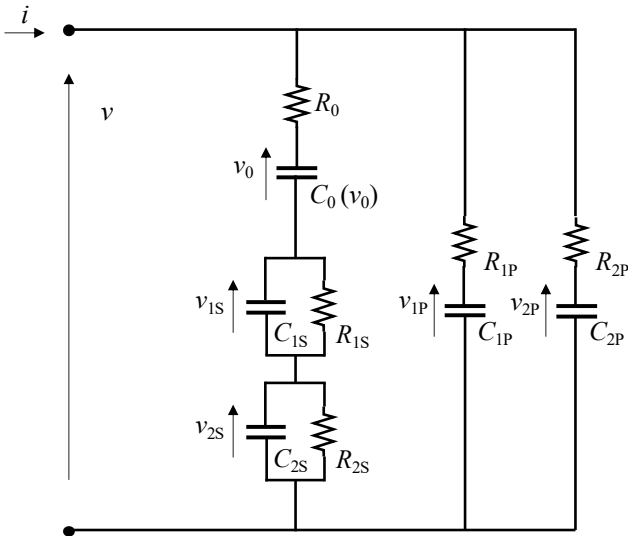 i
v
R0
v0
C0 (v0)
R1P
R2P
v1S
v1P
v2P
C1S
R1S
C1P
C2P
v2S
C2S
R2S